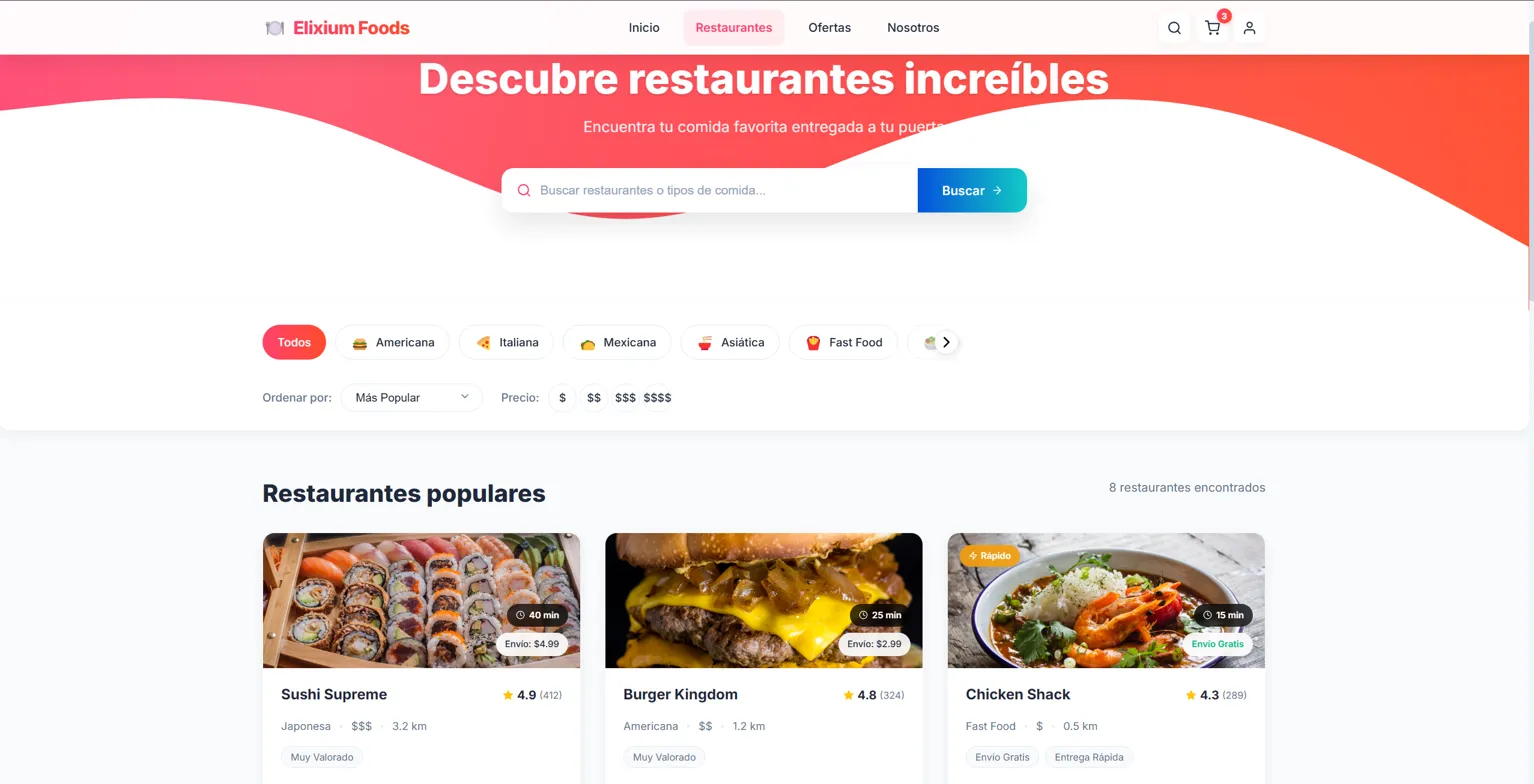 Elixium Foods
Inicio
Restaurantes
Ofertas
Nosotros
3
Descubre restaurantes increíbles
Encuentra tu comida favorita entregada a tu puerta
Buscar restaurantes o tipos de comida...
Buscar →
Todos
Americana
Italiana
Mexicana
Asiática
Fast Food
Ordenar por:
Más Popular
Precio:
$
$$
$$$
$$$$
Restaurantes populares
8 restaurantes encontrados
40 min
Envío: $4.99
Sushi Supreme
4.9 (412)
Japonesa · $$$ · 3.2 km
Muy Valorado
25 min
Envío: $2.99
Burger Kingdom
4.8 (324)
Americana · $$ · 1.2 km
Muy Valorado
Rápido
15 min
Envío Gratis
Chicken Shack
4.3 (289)
Fast Food · $ · 0.5 km
Envío Gratis
Entrega Rápida